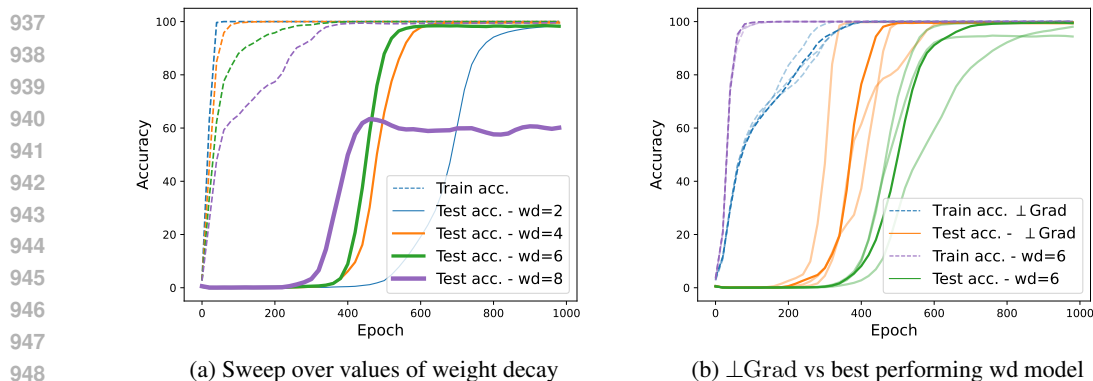 937
938
939
940
941
942
943
944
945
946
947
948
100
80
60
40
20
0
Accuracy
0 200 400 600 800 1000
Epoch
Train acc.
Test acc. - wd=2
Test acc. - wd=4
Test acc. - wd=6
Test acc. - wd=8
(a) Sweep over values of weight decay
100
80
60
40
20
0
Accuracy
0 200 400 600 800 1000
Epoch
Train acc. ⊥Grad
Test acc. - ⊥Grad
Train acc. - wd=6
Test acc. - wd=6
(b) ⊥Grad vs best performing wd model